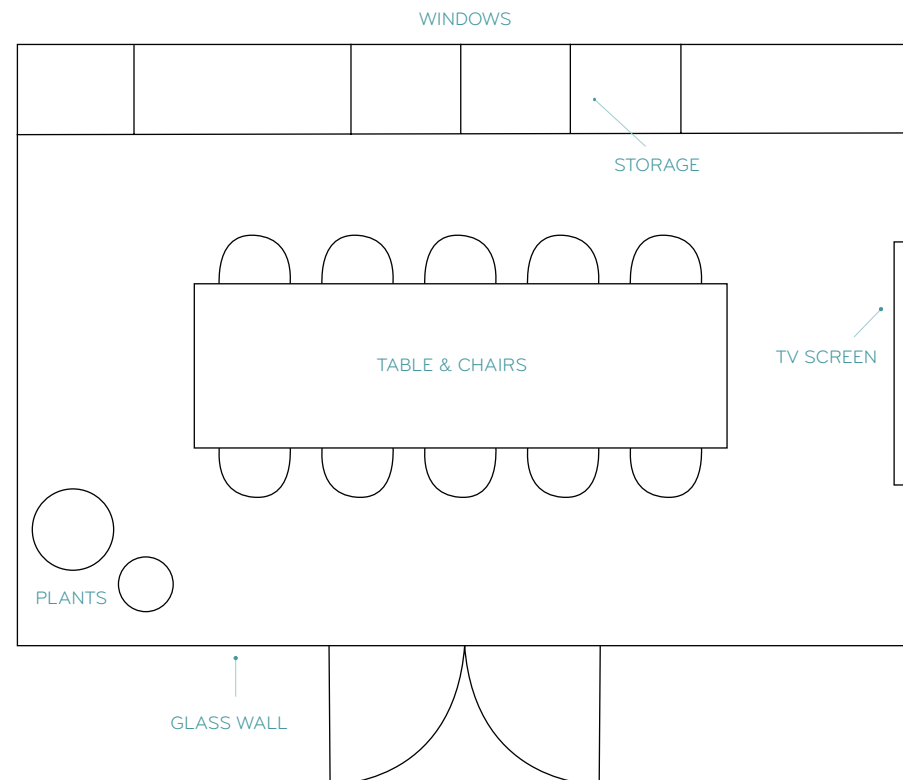 WINDOWS
STORAGE
TABLE & CHAIRS
TV SCREEN
PLANTS
GLASS WALL